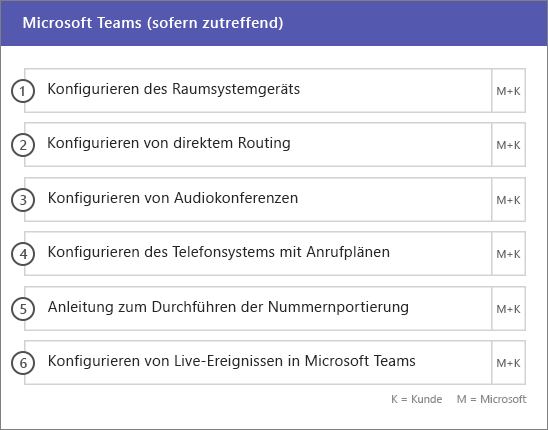 Microsoft Teams (sofern zutreffend)
1 Konfigurieren des Raumsystemgeräts M+K
2 Konfigurieren von direktem Routing M+K
3 Konfigurieren von Audiokonferenzen M+K
4 Konfigurieren des Telefonsystems mit Anrufplänen M+K
5 Anleitung zum Durchführen der Nummernportierung M+K
6 Konfigurieren von Live-Ereignissen in Microsoft Teams M+K
K = Kunde M = Microsoft